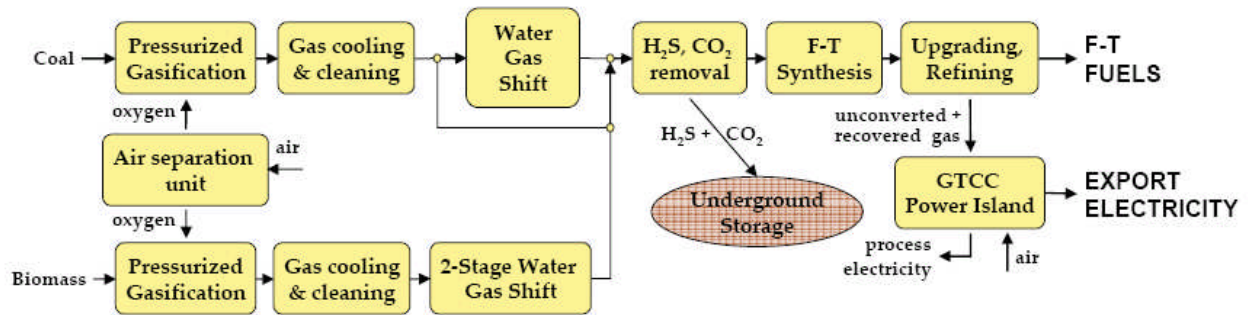 Coal
Pressurized
Gasification
Gas cooling
& cleaning
Water
Gas
Shift
H₂S, CO₂
removal
F-T
Synthesis
Upgrading,
Refining
F-T
FUELS
oxygen
Air separation
unit
air
oxygen
H₂S + CO₂
Underground
Storage
unconverted +
recovered gas
GTCC
Power Island
EXPORT
ELECTRICITY
process
electricity
air
Biomass
Pressurized
Gasification
Gas cooling
& cleaning
2-Stage Water
Gas Shift